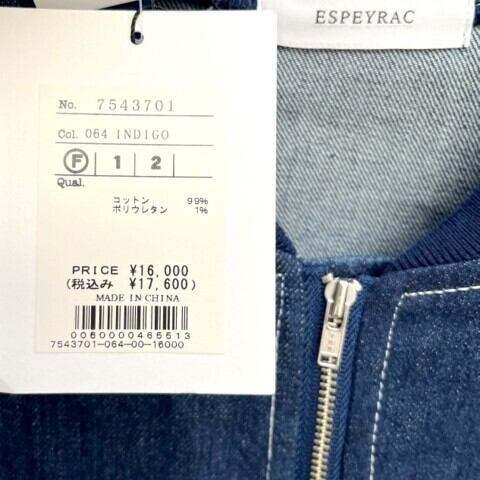 ESPEYRAC
No. 7543701
Col. 064 INDIGO
F 1 2
Qual.
コットン 99%
ポリウレタン 1%
PRICE ¥16,000
(税込み ¥17,600)
MADE IN CHINA
0060000465513
7543701-064-00-16000